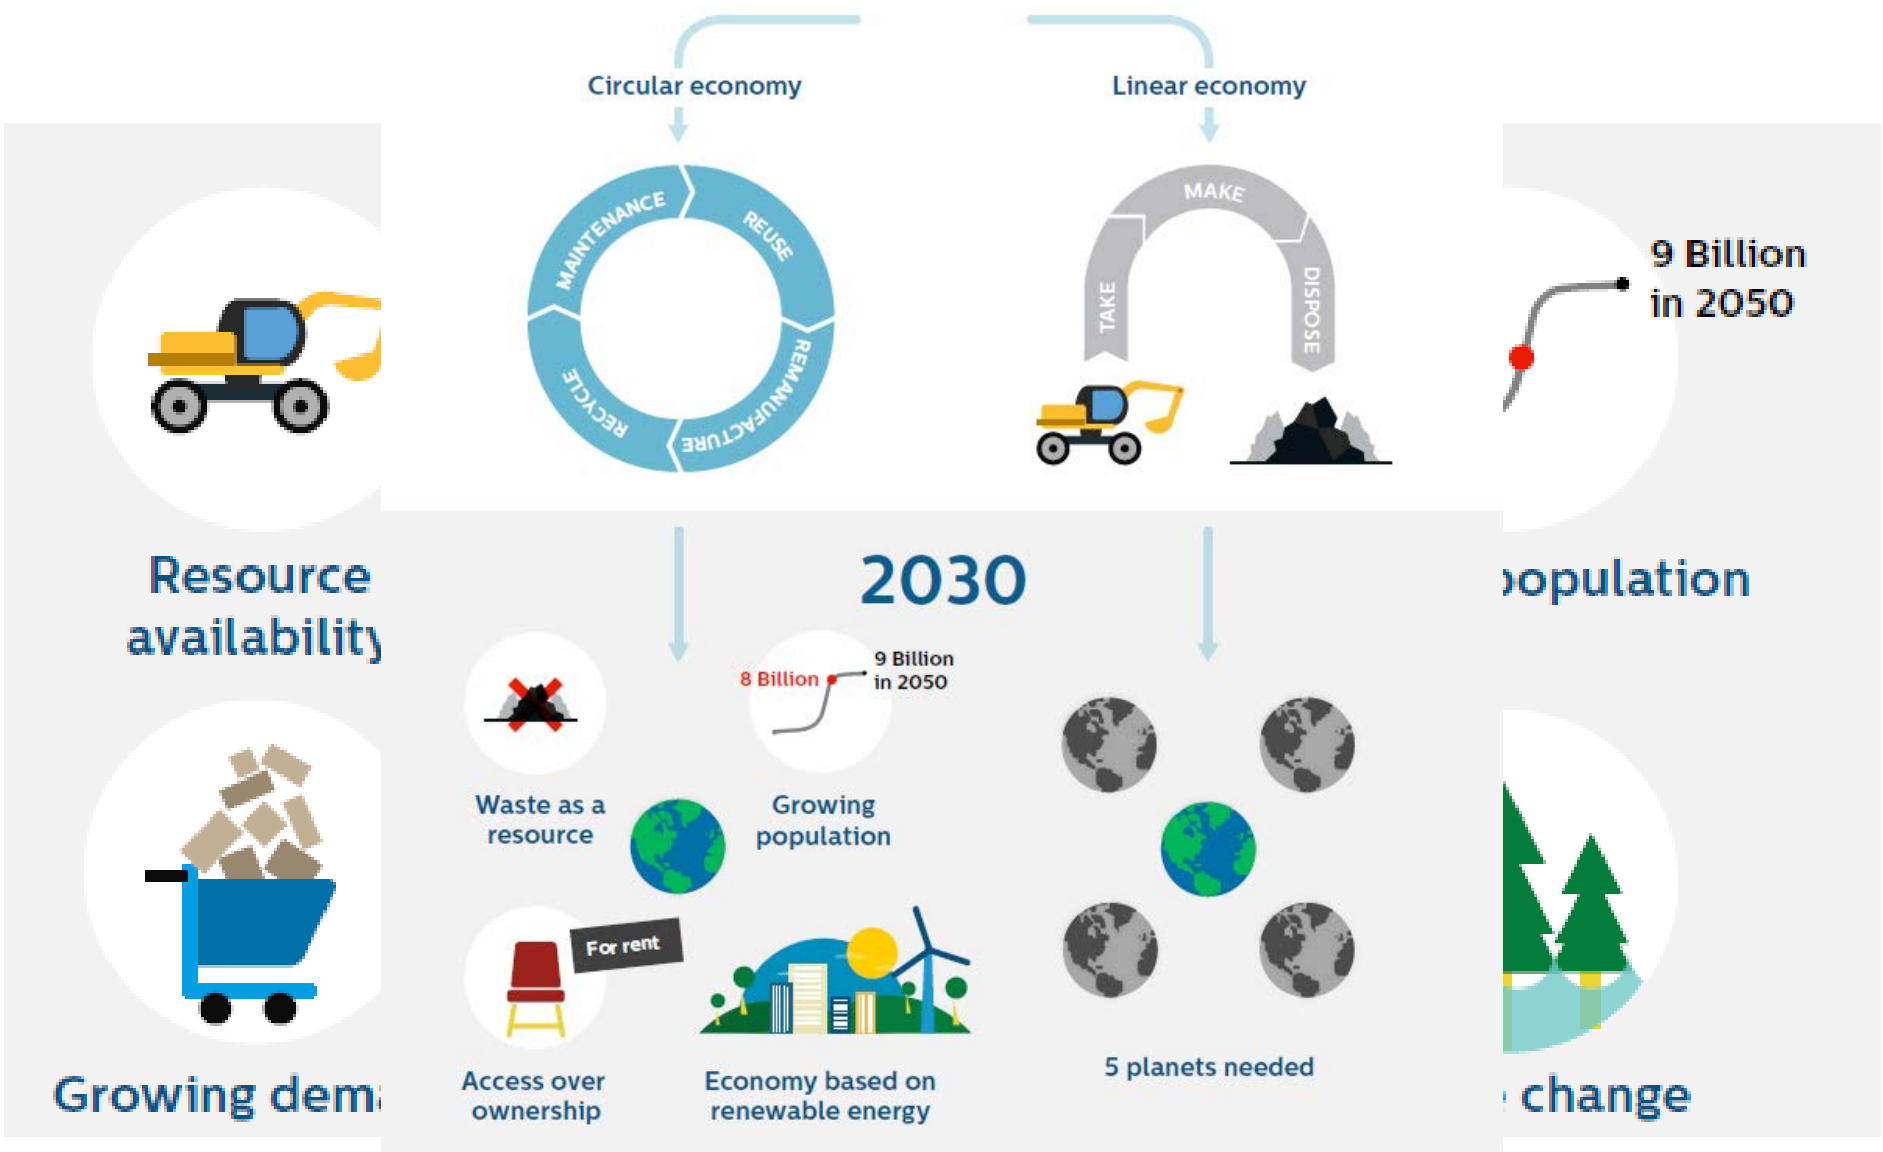 Circular economy
Linear economy
MAINTENANCE
REUSE
REMANUFACTURE
RECYCLE
TAKE
MAKE
DISPOSE
9 Billion
in 2050
Resource
availability
population
2030
8 Billion
9 Billion
in 2050
Waste as a
resource
Growing
population
For rent
Access over
ownership
Economy based on
renewable energy
5 planets needed
Growing dema
change